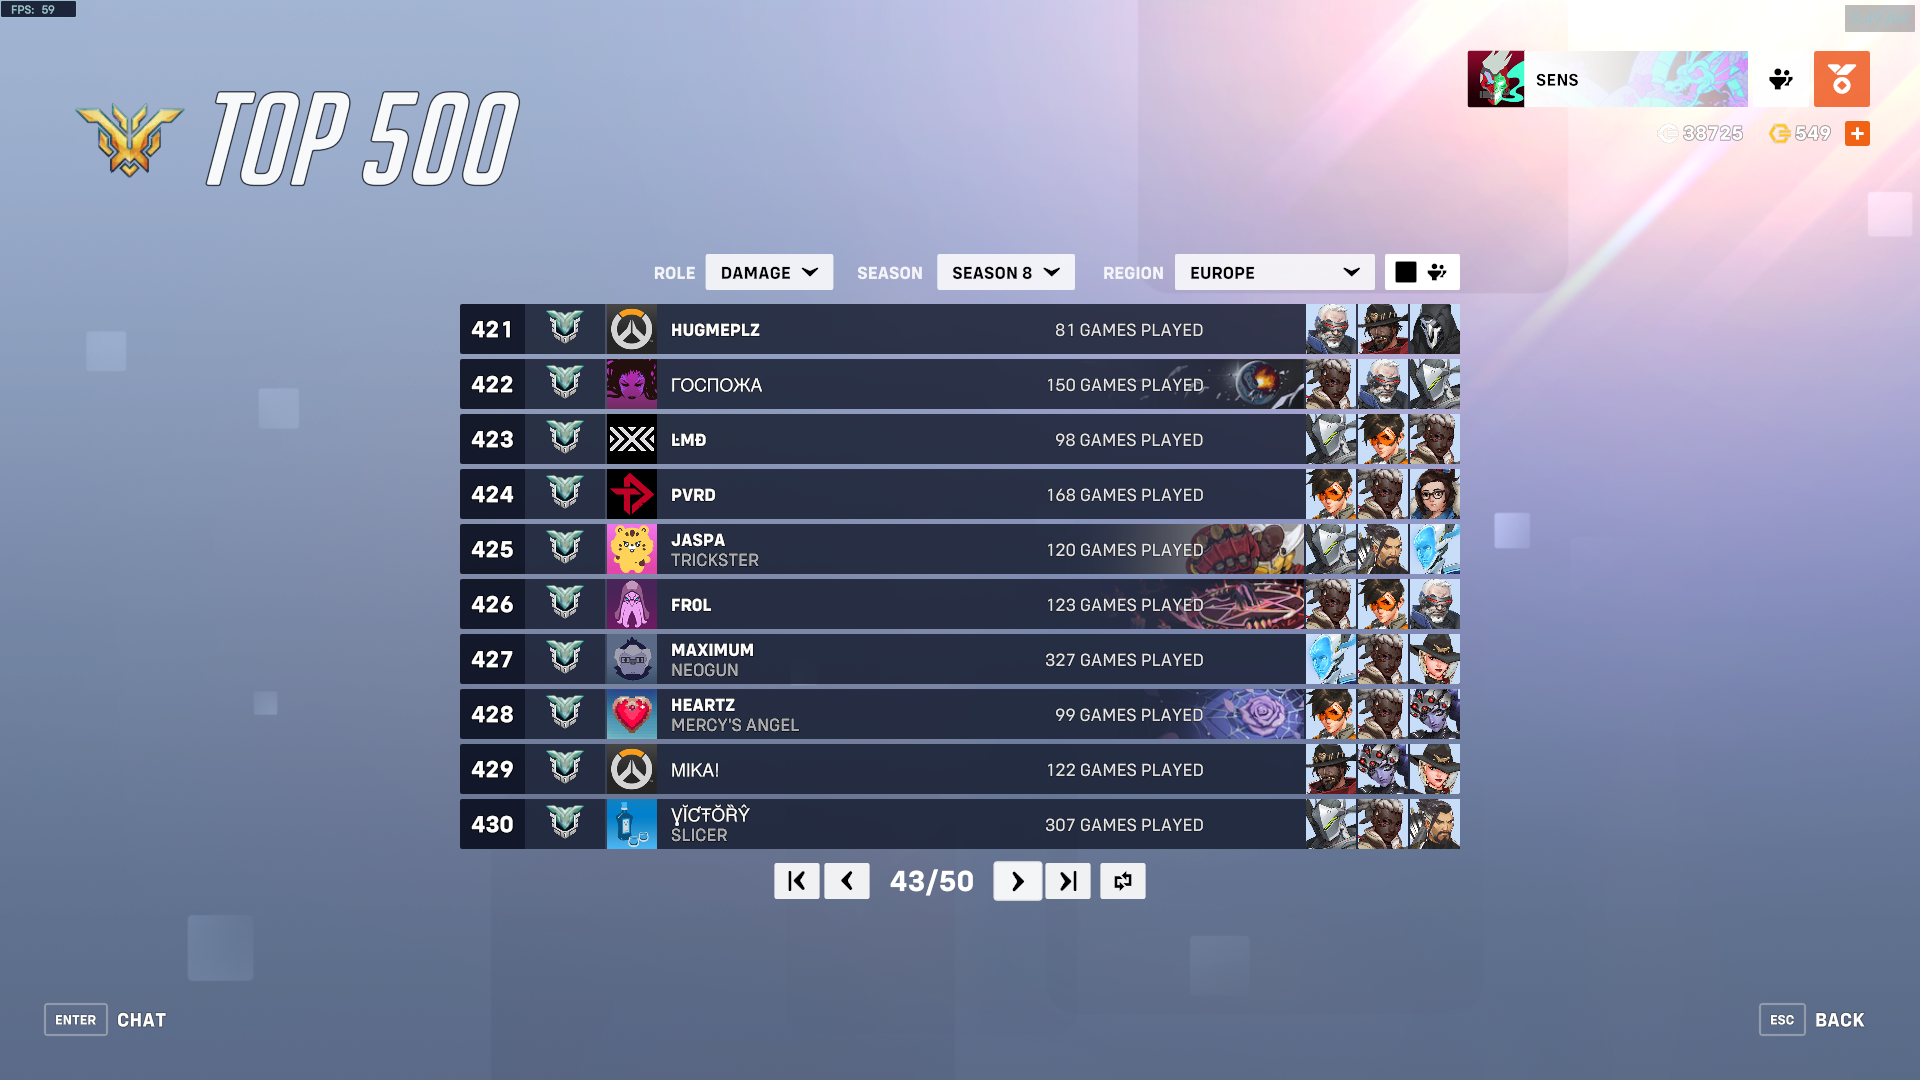 FPS: 59
TOP 500
SENS
38725 549
ROLE DAMAGE SEASON SEASON 8 REGION EUROPE
421 HUGMEPLZ 81 GAMES PLAYED
422 ГОСПОЖА 150 GAMES PLAYED
423 ĿMĐ 98 GAMES PLAYED
424 PVRD 168 GAMES PLAYED
425 JASPA 120 GAMES PLAYED
TRICKSTER
426 FR0L 123 GAMES PLAYED
427 MAXIMUM 327 GAMES PLAYED
NEOGUN
428 HEARTZ 99 GAMES PLAYED
MERCY'S ANGEL
429 MIKA! 122 GAMES PLAYED
430 ƔĬƇŦŎȐŶ 307 GAMES PLAYED
SLICER
43/50
ENTER CHAT
ESC BACK